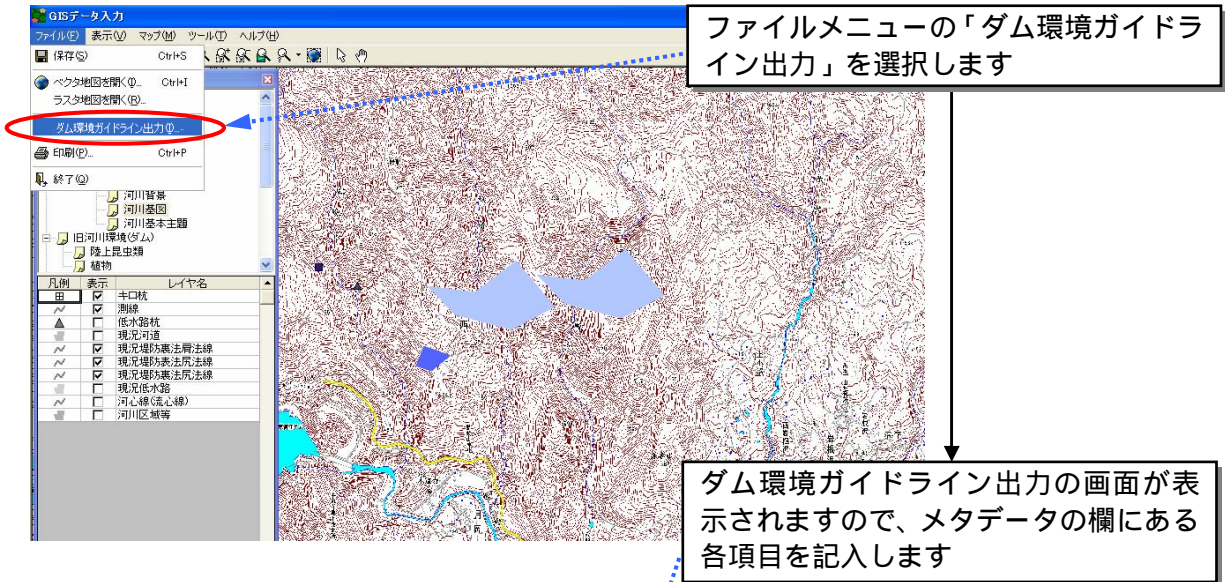 GISデータ入力
ファイル(F) 表示(V) マップ(M) ツール(T) ヘルプ(H)
保存(S) Ctrl+S
ベクタ地図を開く(I)... Ctrl+I
ラスタ地図を開く(R)...
ダム環境ガイドライン出力(I)...
印刷(P)... Ctrl+P
終了(Q)
河川背景
河川基図
河川基本主題
旧河川環境(ダム)
陸上昆虫類
植物
凡例 表示 レイヤ名
キロ杭
測線
低水路杭
現況河道
現況堤防裏法肩法線
現況堤防表法尻法線
現況堤防裏法尻法線
現況低水路
河心線(流心線)
河川区域等
ファイルメニューの「ダム環境ガイドラ
イン出力」を選択します
ダム環境ガイドライン出力の画面が表
示されますので、メタデータの欄にある
各項目を記入します